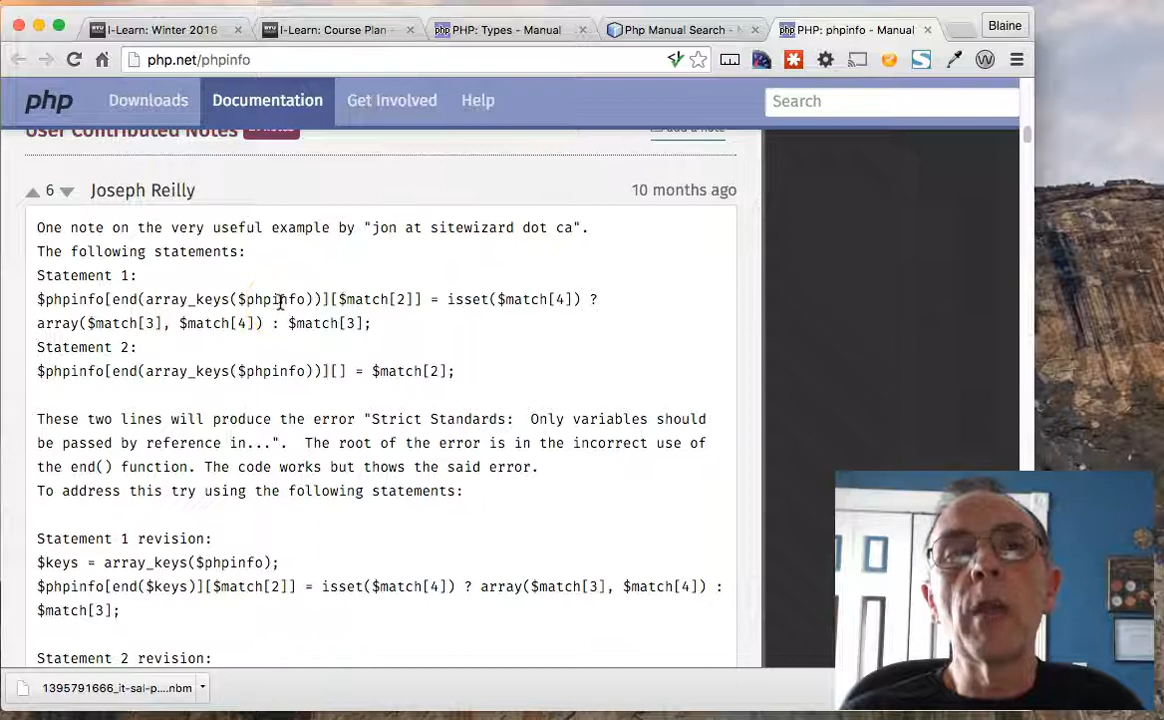 I-Learn: Winter 2016
I-Learn: Course Plan
PHP: Types - Manual
Php Manual Search -
PHP: phpinfo - Manual
Blaine
php.net/phpinfo
php
Downloads
Documentation
Get Involved
Help
Search
User Contributed Notes
add a note
6
Joseph Reilly
10 months ago
One note on the very useful example by "jon at sitewizard dot ca".
The following statements:
Statement 1:
$phpinfo[end(array_keys($phpinfo))][$match[2]] = isset($match[4]) ?
array($match[3], $match[4]) : $match[3];
Statement 2:
$phpinfo[end(array_keys($phpinfo))][] = $match[2];
These two lines will produce the error "Strict Standards:  Only variables should
be passed by reference in...".  The root of the error is in the incorrect use of
the end() function. The code works but thows the said error.
To address this try using the following statements:
Statement 1 revision:
$keys = array_keys($phpinfo);
$phpinfo[end($keys)][$match[2]] = isset($match[4]) ? array($match[3], $match[4]) :
$match[3];
Statement 2 revision:
1395791666_it-sal-p....nbm